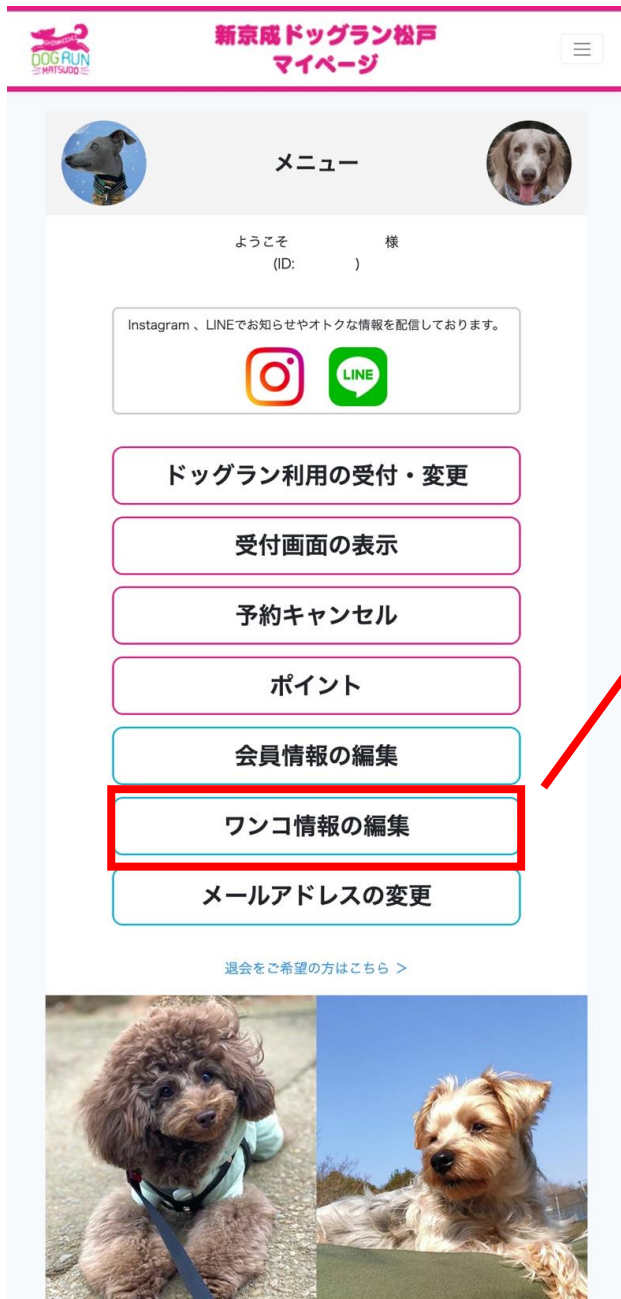 DOG RUN
MATSUDO
新京成ドッグラン松戸
マイページ
メニュー
ようこそ 様
(ID: )
Instagram 、LINEでお知らせやオトクな情報を配信しております。
LINE
ドッグラン利用の受付・変更
受付画面の表示
予約キャンセル
ポイント
会員情報の編集
ワンコ情報の編集
メールアドレスの変更
退会をご希望の方はこちら ＞